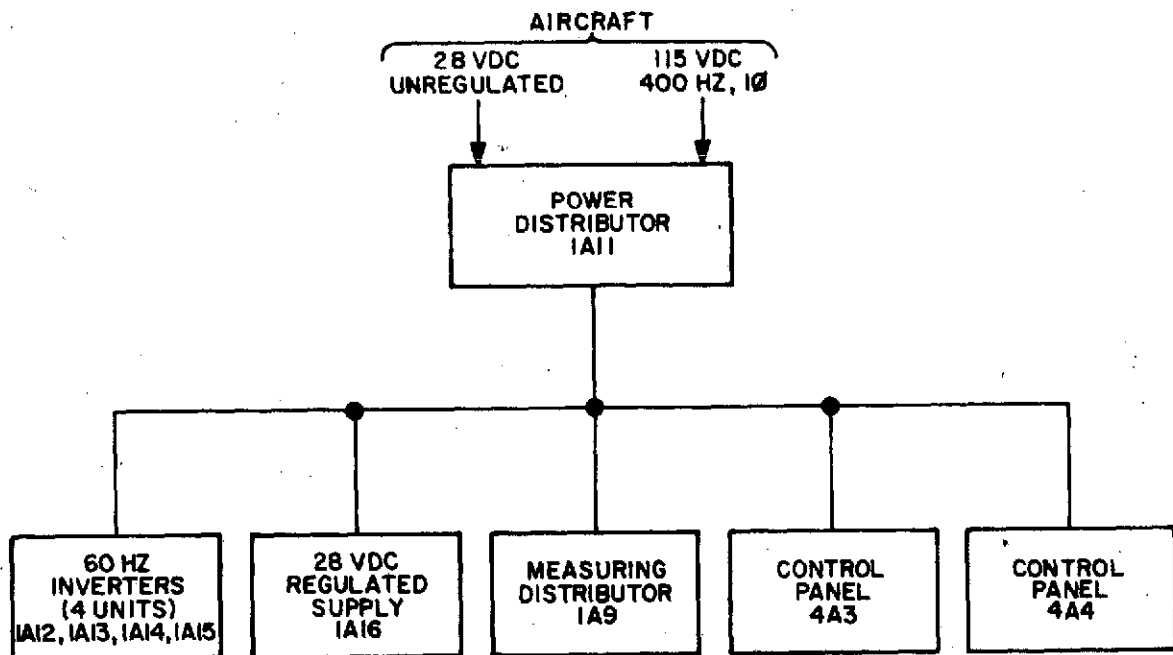 AIRCRAFT
28 VDC
UNREGULATED
115 VDC
400 HZ, 1Ø
POWER
DISTRIBUTOR
1A11
60 HZ
INVERTERS
(4 UNITS)
1A12, 1A13, 1A14, 1A15
28 VDC
REGULATED
SUPPLY
1A16
MEASURING
DISTRIBUTOR
1A9
CONTROL
PANEL
4A3
CONTROL
PANEL
4A4